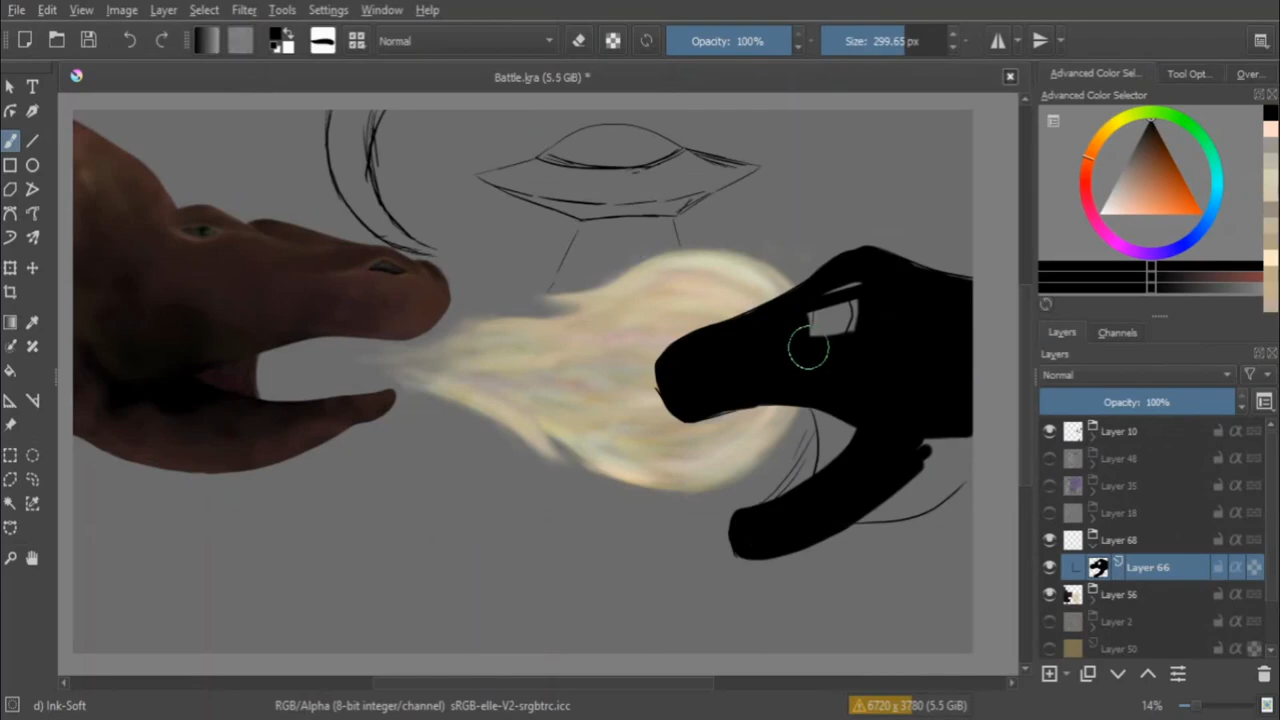 File Edit View Image Layer Select Filter Tools Settings Window Help
Normal Opacity: 100% Size: 299.65 px
Battle.kra (5.5 GiB) *
Advanced Color Sel... Tool Opt... Over...
Advanced Color Selector
Layers Channels
Layers
Normal
Opacity: 100%
Layer 10
Layer 48
Layer 35
Layer 18
Layer 68
Layer 66
Layer 56
Layer 2
Layer 50
d) Ink-Soft RGB/Alpha (8-bit integer/channel) sRGB-elle-V2-srgbtrc.icc 6720 x 3780 (5.5 GiB) 14%